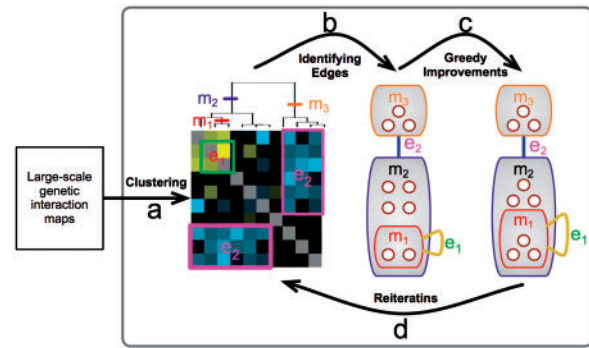 b
c
Identifying
Edges
Greedy
Improvements
m2
m3
m1
e1
e2
e2
Large-scale
genetic
interaction
maps
Clustering
a
m3
e2
m2
m1
e1
m3
e2
m2
m1
e1
Reiteratins
d